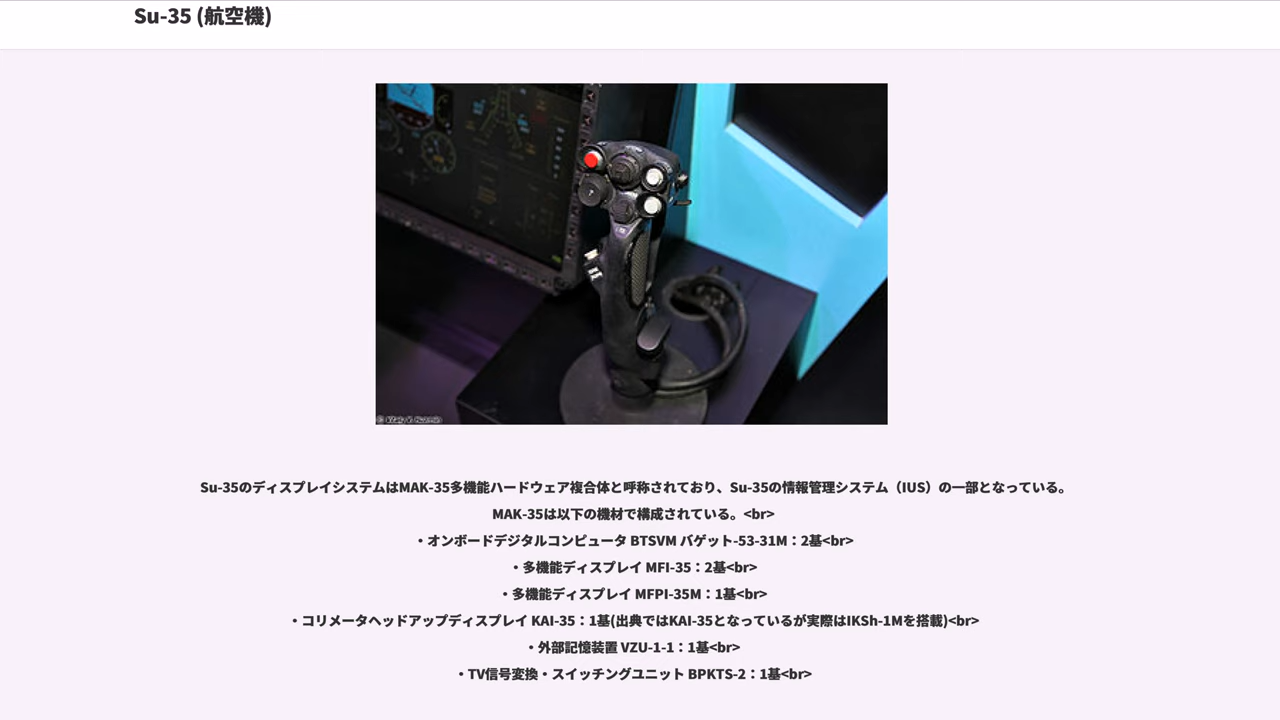 Su-35 (航空機)
Su-35のディスプレイシステムはMAK-35多機能ハードウェア複合体と呼称されており、Su-35の情報管理システム（IUS）の一部となっている。
MAK-35は以下の機材で構成されている。<br>
・オンボードデジタルコンピュータ BTSVM バゲット-53-31M：2基<br>
・多機能ディスプレイ MFI-35：2基<br>
・多機能ディスプレイ MFPI-35M：1基<br>
・コリメータヘッドアップディスプレイ KAI-35：1基(出典ではKAI-35となっているが実際はIKSh-1Mを搭載)<br>
・外部記憶装置 VZU-1-1：1基<br>
・TV信号変換・スイッチングユニット BPKTS-2：1基<br>